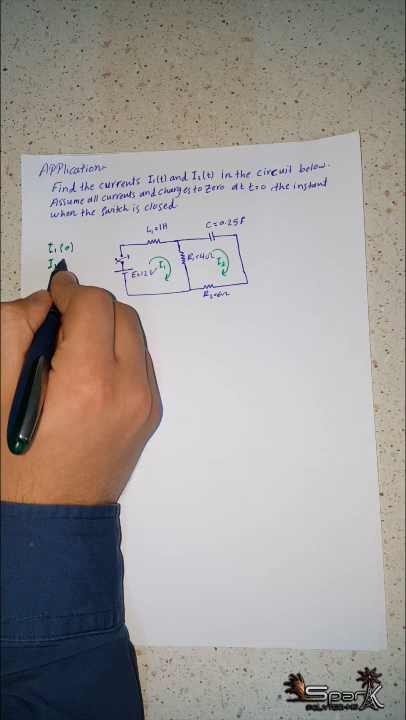 Application:-
Find the currents I₁(t) and I₂(t) in the circuit below.
Assume all currents and charges to zero at t=0, the instant
when the switch is closed.
L₁=1H
C=0.25F
I₁(0)
I
R₁=4Ω
E=12V
I₁
I₂
R₂=6Ω
Spark
POLYTECHNIC